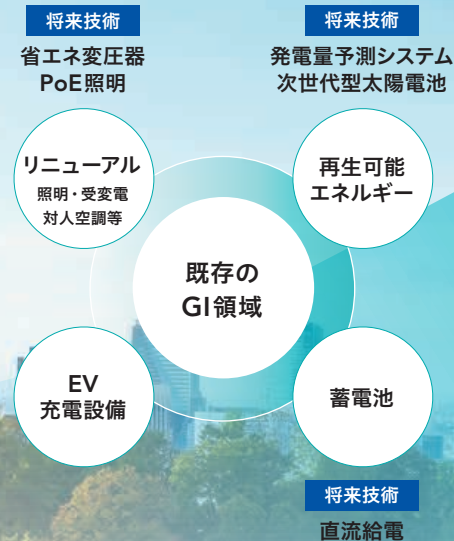 将来技術
省エネ変圧器
PoE照明
将来技術
発電量予測システム
次世代型太陽電池
リニューアル
照明・受変電
対人空調等
再生可能
エネルギー
既存の
GI領域
EV
充電設備
蓄電池
将来技術
直流給電